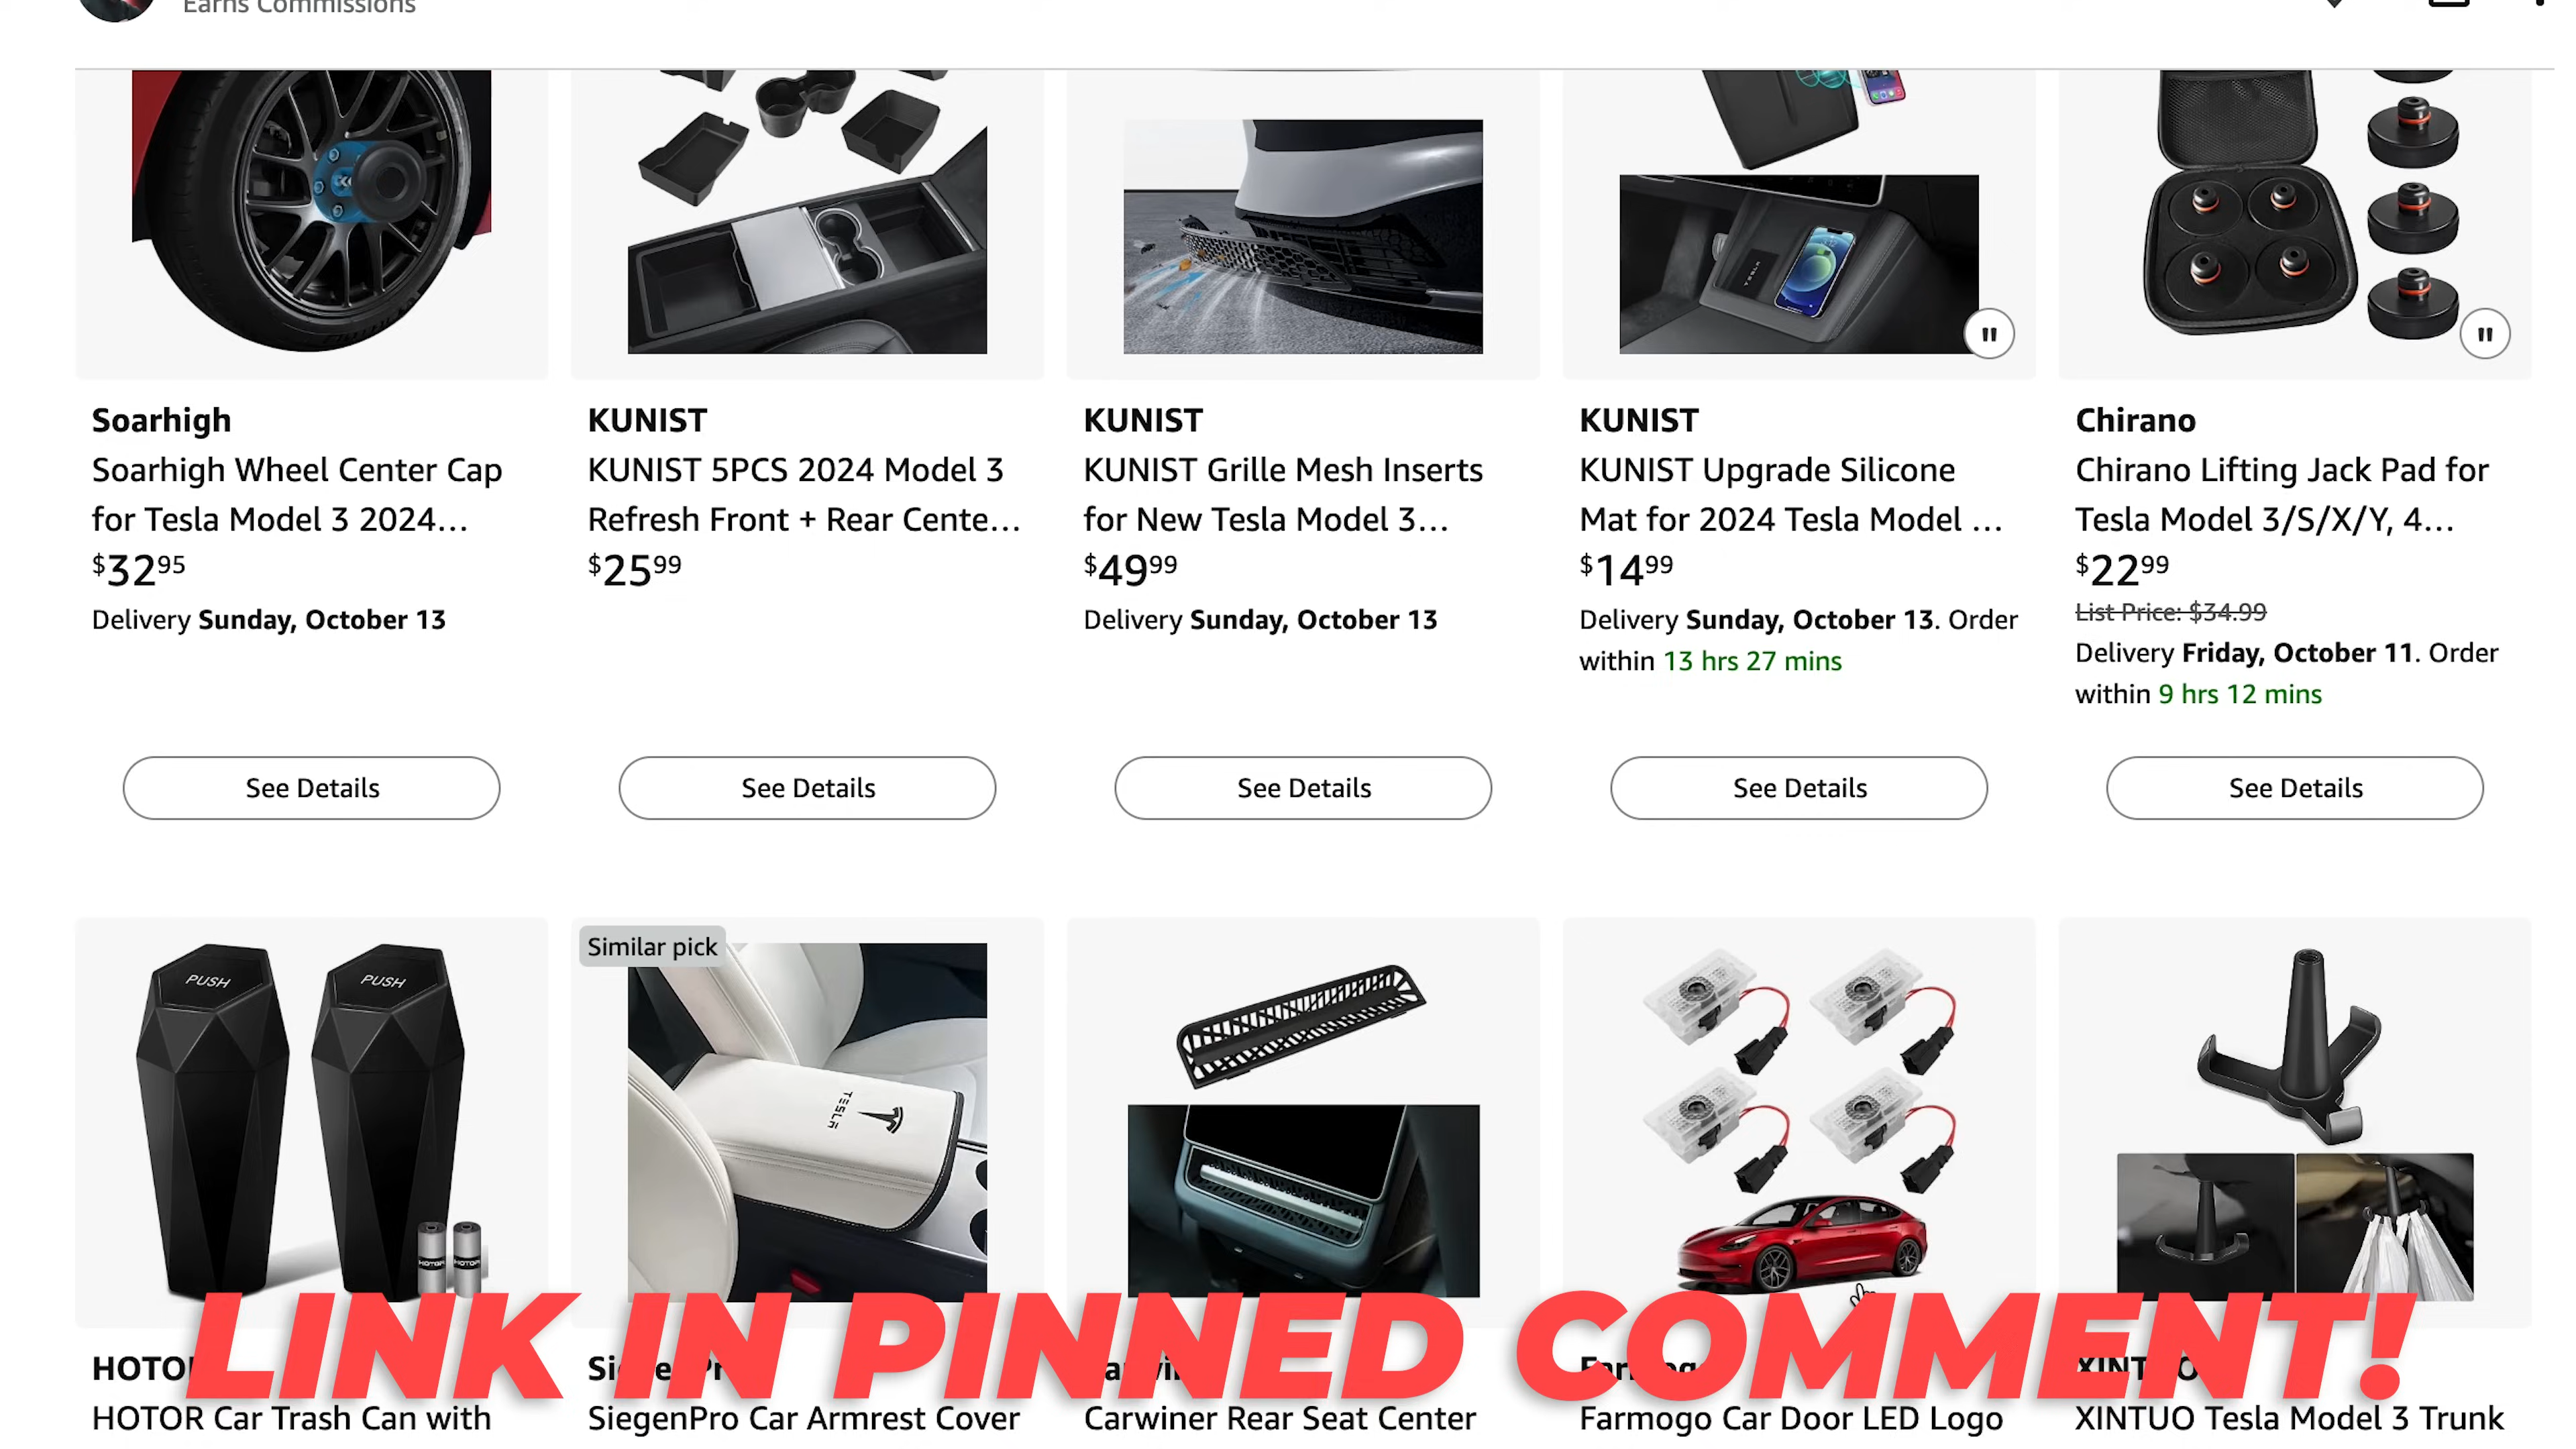 Earns Commissions
Soarhigh
Soarhigh Wheel Center Cap
for Tesla Model 3 2024...
$32.95
Delivery Sunday, October 13
See Details
KUNIST
KUNIST 5PCS 2024 Model 3
Refresh Front + Rear Cente...
$25.99
See Details
KUNIST
KUNIST Grille Mesh Inserts
for New Tesla Model 3...
$49.99
Delivery Sunday, October 13
See Details
TESLA
KUNIST
KUNIST Upgrade Silicone
Mat for 2024 Tesla Model ...
$14.99
Delivery Sunday, October 13. Order
within 13 hrs 27 mins
See Details
Chirano
Chirano Lifting Jack Pad for
Tesla Model 3/S/X/Y, 4...
$22.99
List Price: $34.99
Delivery Friday, October 11. Order
within 9 hrs 12 mins
See Details
PUSH
PUSH
HOTOR
HOTOR Car Trash Can with
Similar pick
TESLA
SiegenPro Car Armrest Cover
Carwiner Rear Seat Center
Farmogo
Farmogo Car Door LED Logo
XINTUO
XINTUO Tesla Model 3 Trunk
LINK IN PINNED COMMENT!